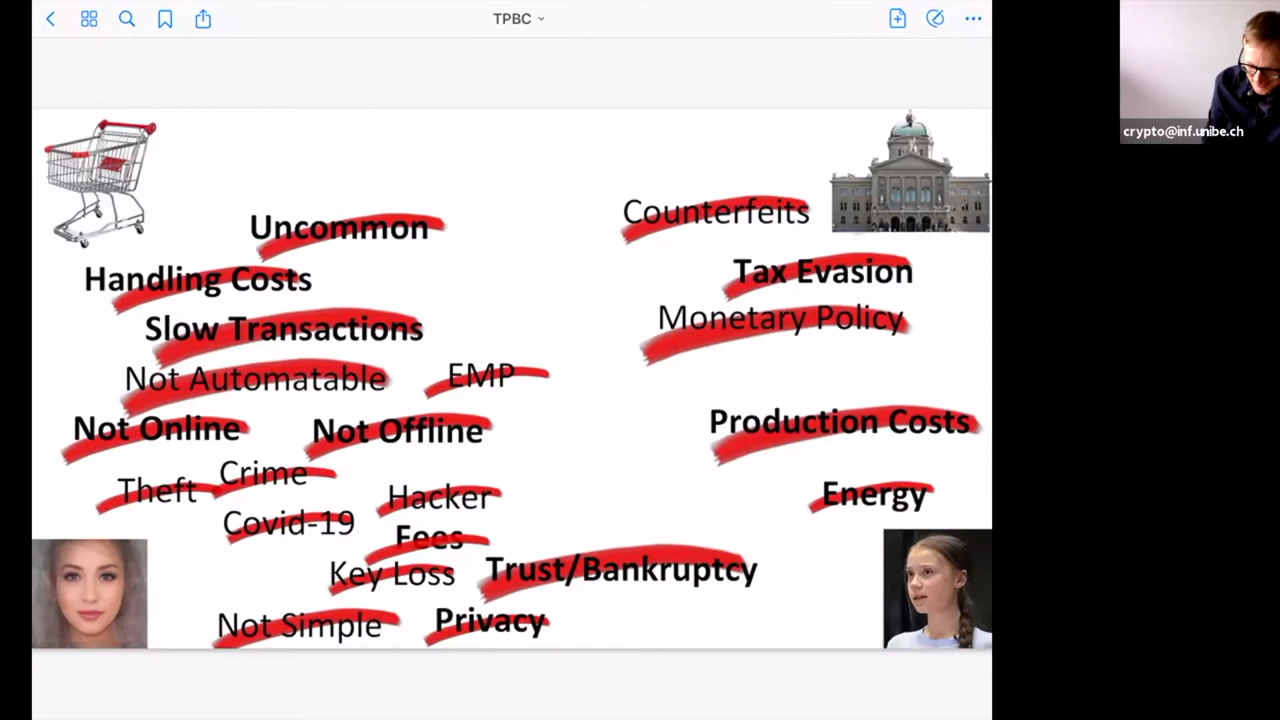 TPBC
crypto@inf.unibe.ch
Counterfeits
Uncommon
Tax Evasion
Handling Costs
Monetary Policy
Slow Transactions
Not Automatable
EMP
Production Costs
Not Online
Not Offline
Crime
Theft
Hacker
Energy
Covid-19
Fees
Key Loss
Trust/Bankruptcy
Not Simple
Privacy